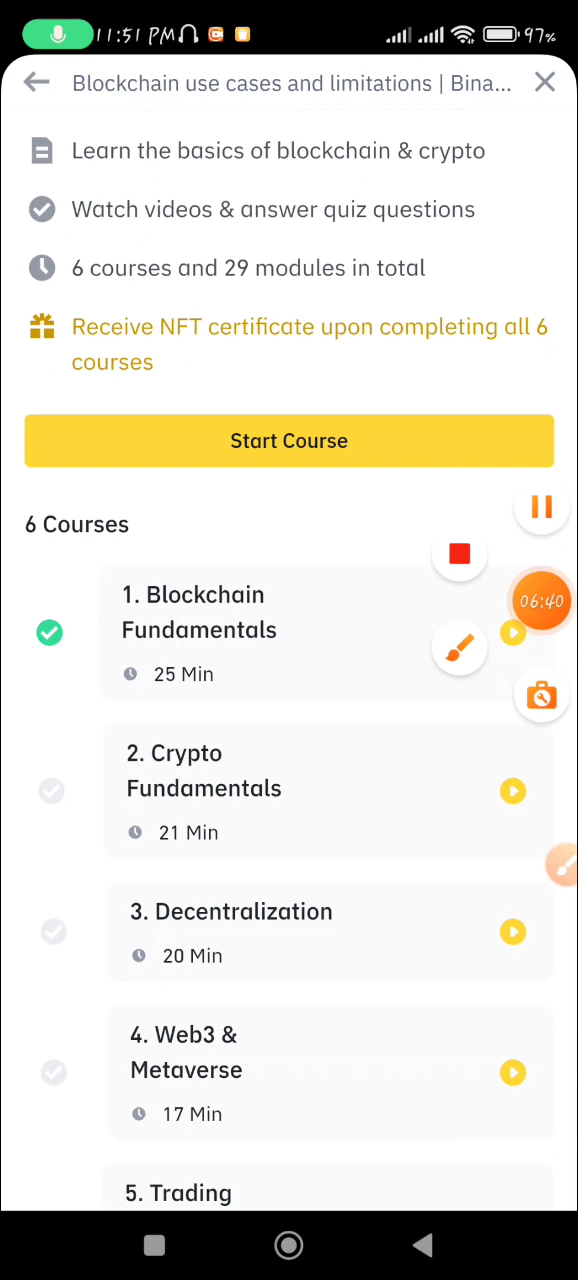 11:51 PM 97%
Blockchain use cases and limitations | Bina...
Learn the basics of blockchain & crypto
Watch videos & answer quiz questions
6 courses and 29 modules in total
Receive NFT certificate upon completing all 6
courses
Start Course
6 Courses
1. Blockchain
Fundamentals
06:40
25 Min
2. Crypto
Fundamentals
21 Min
3. Decentralization
20 Min
4. Web3 &
Metaverse
17 Min
5. Trading